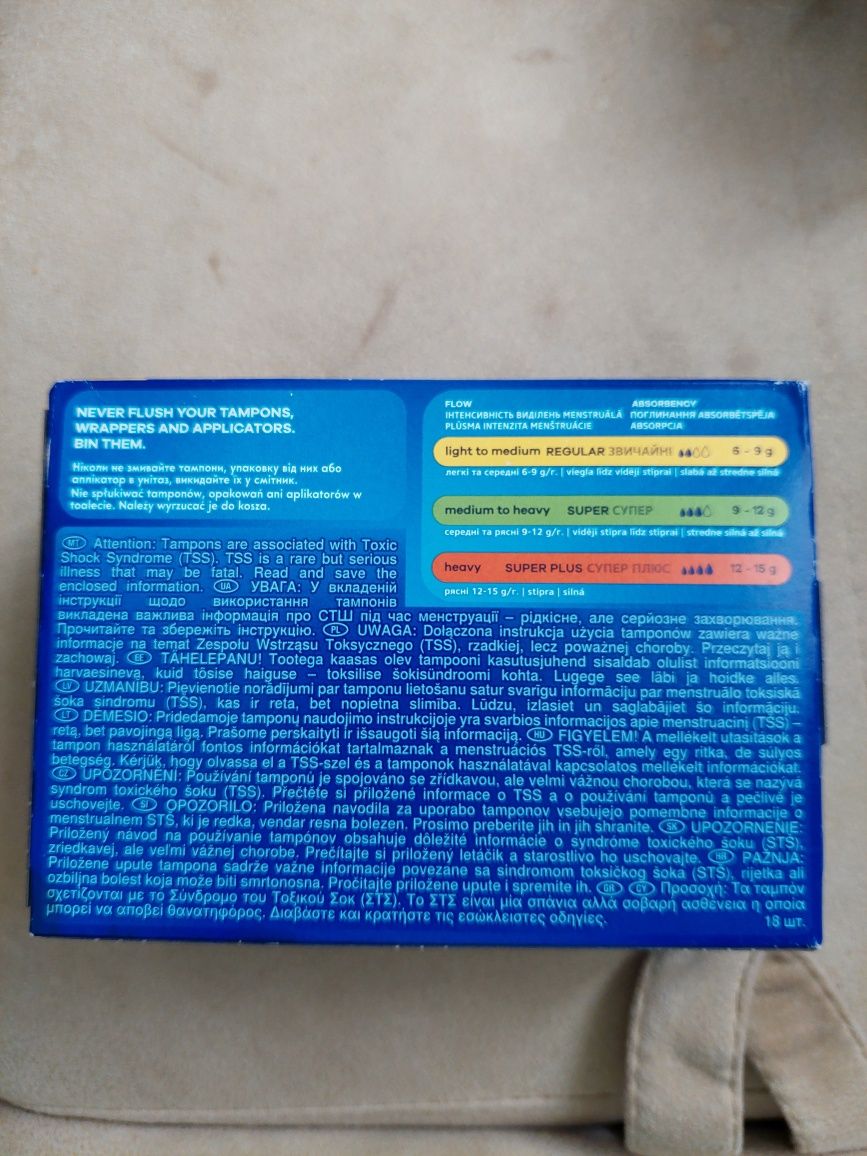 NEVER FLUSH YOUR TAMPONS,
WRAPPERS AND APPLICATORS.
BIN THEM.
Ніколи не змивайте тампони, упаковку від них або
аплікатор в унітаз, викидайте їх у смітник.
Nie spłukiwać tamponów, opakowań ani aplikatorów w
toalecie. Należy wyrzucać je do kosza.
FLOW
ІНТЕНСИВНІСТЬ ВИДІЛЕНЬ MENSTRUĀLĀ
PLŪSMA INTENZITA MENŠTRUÁCIE
ABSORBENCY
ПОГЛИНАННЯ ABSORBĒTSPĒJA
ABSORPCIA
light to medium REGULAR ЗВИЧАЙНІ 6 - 9 g
легкі та середні 6-9 g/г. | viegla līdz vidēji stiprai | slabá až stredne silná
medium to heavy SUPER СУПЕР 9 - 12 g
середні та рясні 9-12 g/г. | vidēji stipra līdz stiprai | stredne silná až silná
heavy SUPER PLUS СУПЕР ПЛЮС 12 - 15 g
рясні 12-15 g/г. | stipra | silná
MT Attention: Tampons are associated with Toxic
Shock Syndrome (TSS). TSS is a rare but serious
illness that may be fatal. Read and save the
enclosed information. UA УВАГА: У вкладеній
інструкції щодо використання тампонів
викладена важлива інформація про СТШ під час менструації – рідкісне, але серйозне захворювання.
Прочитайте та збережіть інструкцію. PL UWAGA: Dołączona instrukcja użycia tamponów zawiera ważne
informacje na temat Zespołu Wstrząsu Toksycznego (TSS), rzadkiej, lecz poważnej choroby. Przeczytaj ją i
zachowaj. EE TÄHELEPANU! Tootega kaasas olev tampooni kasutusjuhend sisaldab olulist informatsiooni
harvaesineva, kuid tõsise haiguse – toksilise šokisündroomi kohta. Lugege see läbi ja hoidke alles.
LV UZMANĪBU: Pievienotie norādījumi par tamponu lietošanu satur svarīgu informāciju par menstruālo toksiskā
šoka sindromu (TSS), kas ir reta, bet nopietna slimība. Lūdzu, izlasiet un saglabājiet šo informāciju.
LT DĖMESIO: Pridedamoje tamponų naudojimo instrukcijoje yra svarbios informacijos apie menstruacinį (TSS) –
retą, bet pavojingą ligą. Prašome perskaityti ir išsaugoti šią informaciją. HU FIGYELEM! A mellékelt utasítások a
tampon használatáról fontos információkat tartalmaznak a menstruációs TSS-ről, amely egy ritka, de súlyos
betegség. Kérjük, hogy olvassa el a TSS-szel és a tamponok használatával kapcsolatos mellékelt információkat.
CZ UPOZORNĚNÍ: Používání tamponů je spojováno se zřídkavou, ale velmi vážnou chorobou, která se nazývá
syndrom toxického šoku (TSS). Přečtěte si přiložené informace o TSS a o používání tamponů a pečlivě je
uschovejte. SI OPOZORILO: Priložena navodila za uporabo tamponov vsebujejo pomembne informacije o
menstrualnem STŠ, ki je redka, vendar resna bolezen. Prosimo preberite jih in jih shranite. SK UPOZORNENIE:
Priložený návod na používanie tampónov obsahuje dôležité informácie o syndróme toxického šoku (STŠ),
zriedkavej, ale veľmi vážnej chorobe. Prečítajte si priložený letáčik a starostlivo ho uschovajte. HR PAŽNJA:
Priložene upute tampona sadrže važne informacije povezane sa sindromom toksičkog šoka (STŠ), rijetka ali
ozbiljna bolest koja može biti smrtonosna. Pročitajte priložene upute i spremite ih. GR CY Προσοχή: Τα ταμπόν
σχετίζονται με το Σύνδρομο του Τοξικού Σοκ (ΣΤΣ). Το ΣΤΣ είναι μία σπάνια αλλά σοβαρή ασθένεια η οποία
μπορεί να αποβεί θανατηφόρος. Διαβάστε και κρατήστε τις εσώκλειστες οδηγίες.
18 шт.